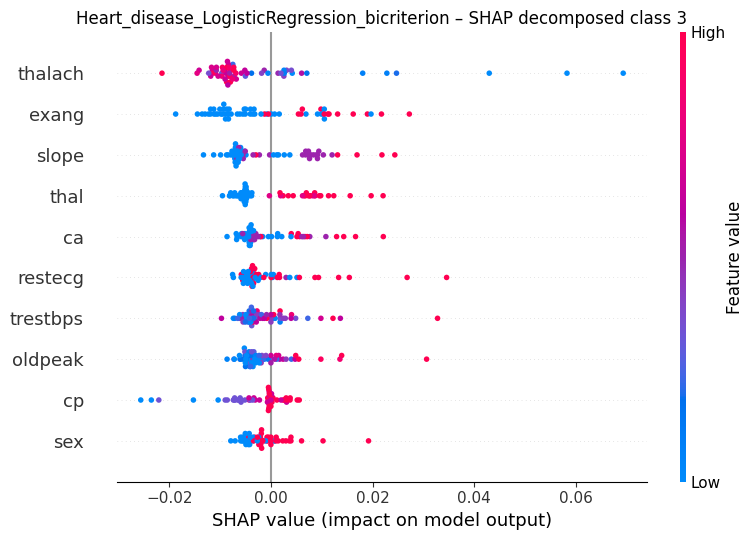 Heart_disease_LogisticRegression_bicriterion – SHAP decomposed class 3
High
thalach
exang
slope
thal
ca
restecg
trestbps
oldpeak
cp
sex
Feature value
Low
−0.02 0.00 0.02 0.04 0.06
SHAP value (impact on model output)